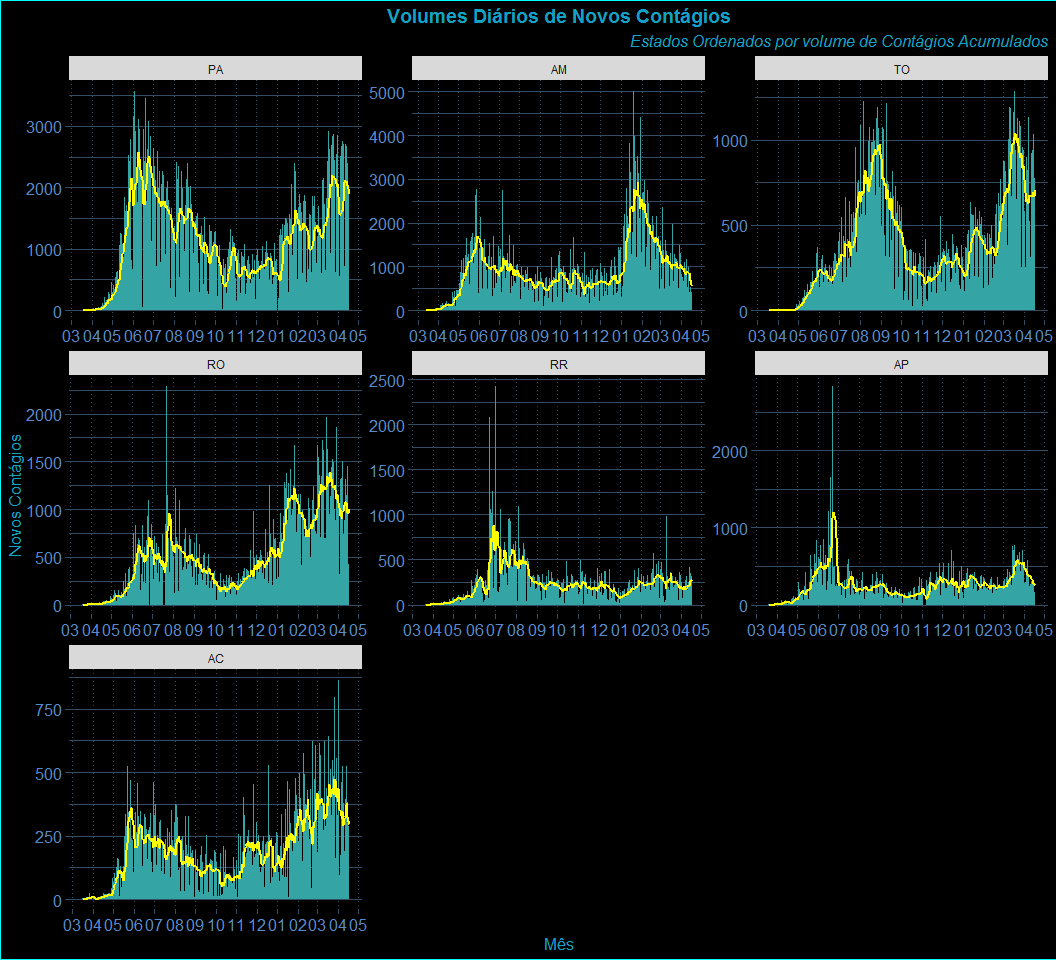 Volumes Diários de Novos Contágios
Estados Ordenados por volume de Contágios Acumulados
PA AM TO
3000
2000
1000
0
03 04 05 06 07 08 09 10 11 12 01 02 03 04 05
5000
4000
3000
2000
1000
0
03 04 05 06 07 08 09 10 11 12 01 02 03 04 05
1000
500
0
03 04 05 06 07 08 09 10 11 12 01 02 03 04 05
RO RR AP
2000
1500
1000
500
0
03 04 05 06 07 08 09 10 11 12 01 02 03 04 05
2500
2000
1500
1000
500
0
03 04 05 06 07 08 09 10 11 12 01 02 03 04 05
2000
1000
0
03 04 05 06 07 08 09 10 11 12 01 02 03 04 05
AC
750
500
250
0
03 04 05 06 07 08 09 10 11 12 01 02 03 04 05
Novos Contágios
Mês